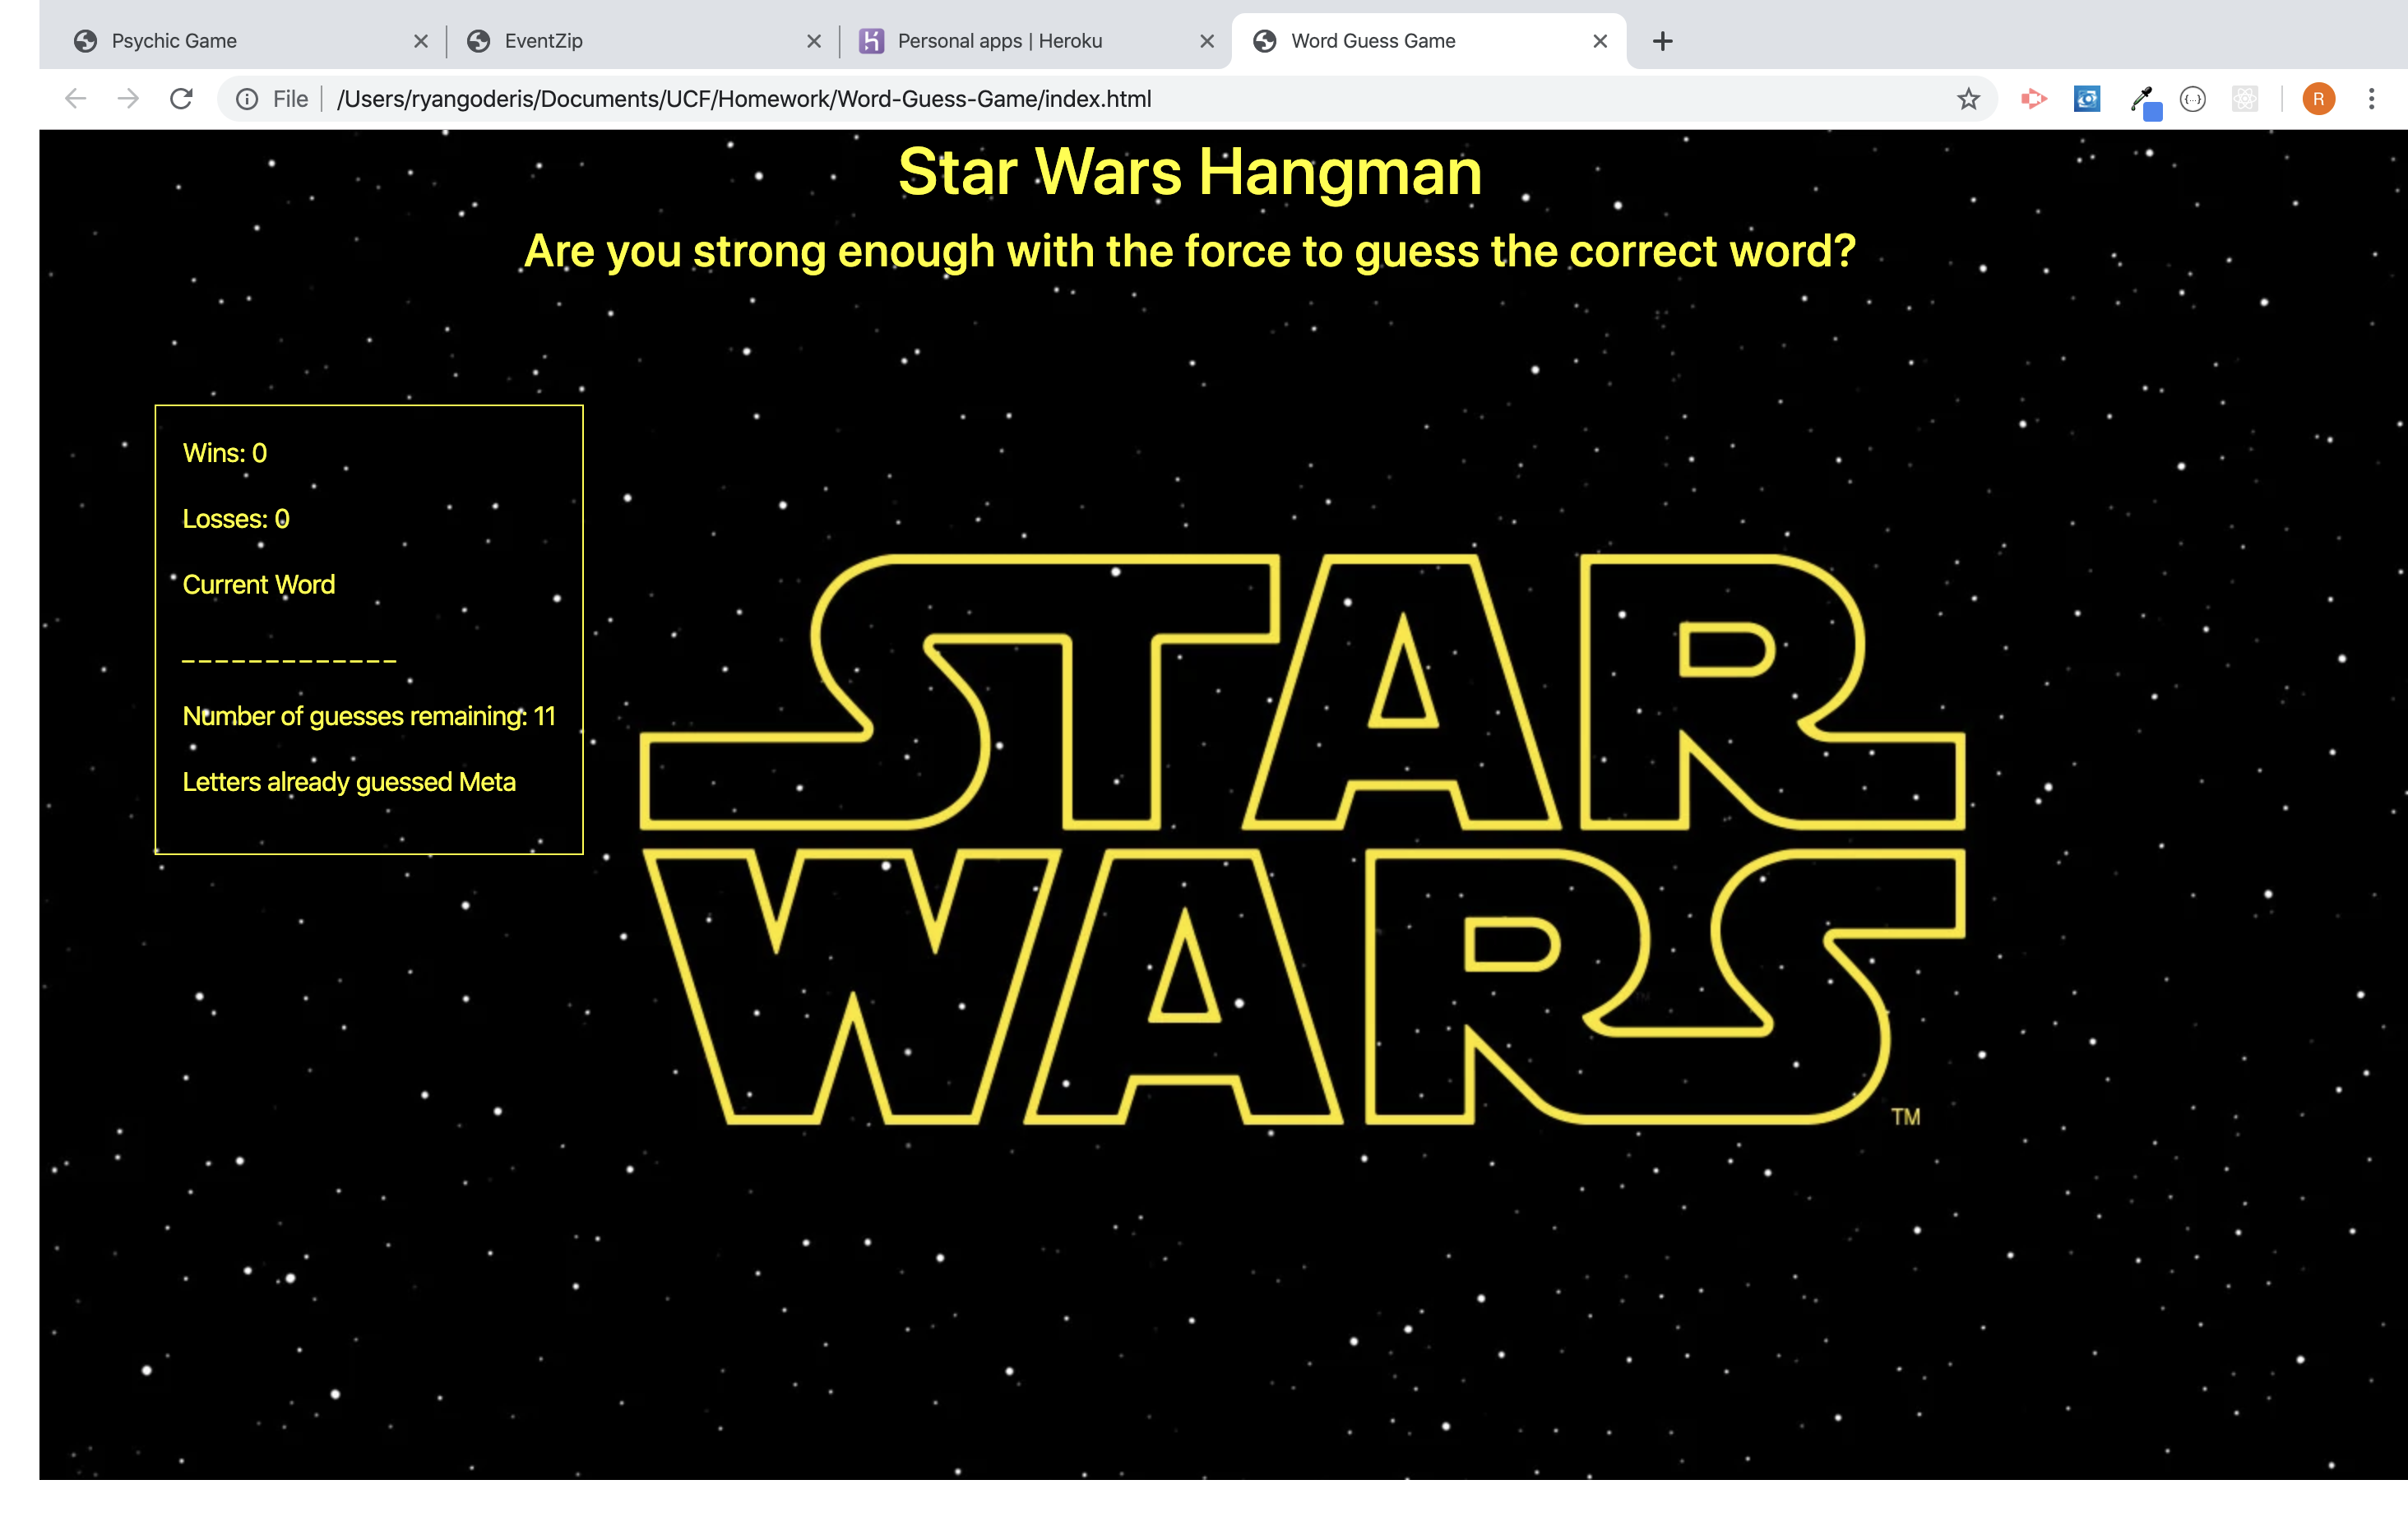 Psychic Game
EventZip
Personal apps | Heroku
Word Guess Game
File
/Users/ryangoderis/Documents/UCF/Homework/Word-Guess-Game/index.html
R
Star Wars Hangman
Are you strong enough with the force to guess the correct word?
Wins: 0
Losses: 0
Current Word
_ _ _ _ _ _ _ _ _ _ _ _ _
Number of guesses remaining: 11
Letters already guessed Meta
STAR
WARS
TM